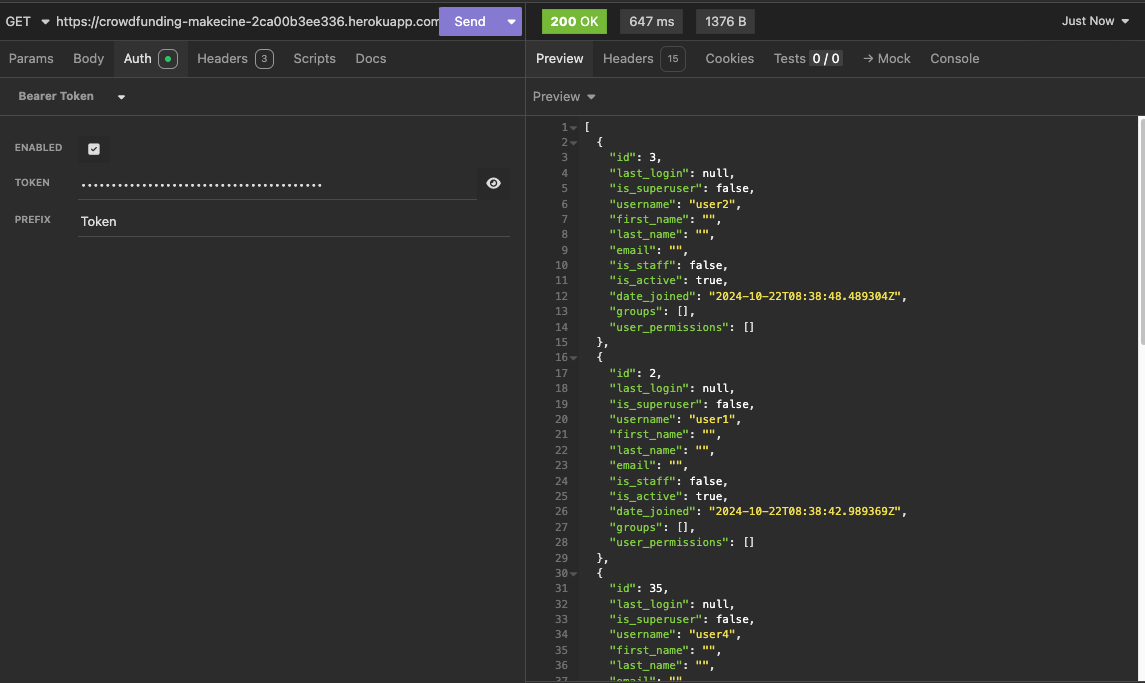 GET https://crowdfunding-makecine-2ca00b3ee336.herokuapp.com Send 200 OK 647 ms 1376 B Just Now
Params Body Auth Headers 3 Scripts Docs
Preview Headers 15 Cookies Tests 0 / 0 → Mock Console
Bearer Token
Preview
ENABLED
TOKEN ••••••••••••••••••••••••••••••••••••••••
PREFIX Token
1 [
2 {
3 "id": 3,
4 "last_login": null,
5 "is_superuser": false,
6 "username": "user2",
7 "first_name": "",
8 "last_name": "",
9 "email": "",
10 "is_staff": false,
11 "is_active": true,
12 "date_joined": "2024-10-22T08:38:48.489304Z",
13 "groups": [],
14 "user_permissions": []
15 },
16 {
17 "id": 2,
18 "last_login": null,
19 "is_superuser": false,
20 "username": "user1",
21 "first_name": "",
22 "last_name": "",
23 "email": "",
24 "is_staff": false,
25 "is_active": true,
26 "date_joined": "2024-10-22T08:38:42.989369Z",
27 "groups": [],
28 "user_permissions": []
29 },
30 {
31 "id": 35,
32 "last_login": null,
33 "is_superuser": false,
34 "username": "user4",
35 "first_name": "",
36 "last_name": "",
37 "email": ""